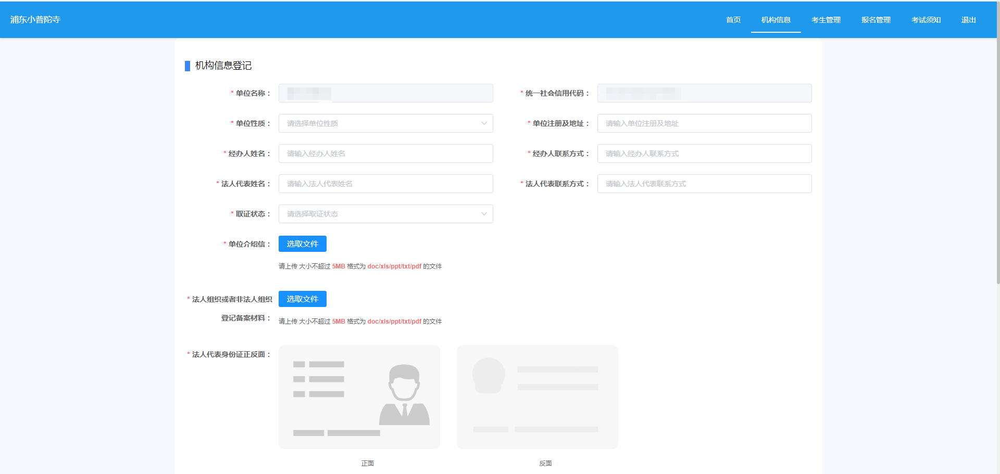 浦东小普陀寺
首页 机构信息 考生管理 报名管理 考试须知 退出
机构信息登记
* 单位名称： * 统一社会信用代码：
* 单位性质： 请选择单位性质 * 单位注册及地址： 请输入单位注册及地址
* 经办人姓名： 请输入经办人姓名 * 经办人联系方式： 请输入经办人联系方式
* 法人代表姓名： 请输入法人代表姓名 * 法人代表联系方式： 请输入法人代表联系方式
* 取证状态： 请选择取证状态
* 单位介绍信： 选取文件
请上传 大小不超过 5MB 格式为 doc/xls/ppt/txt/pdf 的文件
* 法人组织或者非法人组织 选取文件
登记备案材料： 请上传 大小不超过 5MB 格式为 doc/xls/ppt/txt/pdf 的文件
* 法人代表身份证正反面：
正面 反面